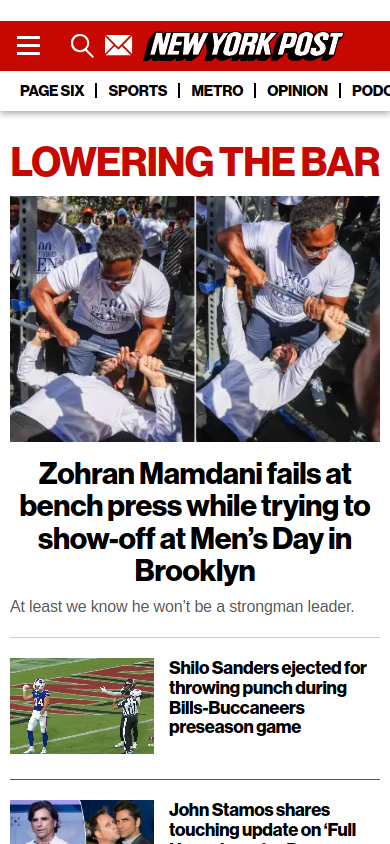 NEW YORK POST
PAGE SIX
SPORTS
METRO
OPINION
PODC
LOWERING THE BAR
500
Zohran Mamdani fails at
bench press while trying to
show-off at Men’s Day in
Brooklyn
At least we know he won’t be a strongman leader.
Shilo Sanders ejected for
throwing punch during
Bills-Buccaneers
preseason game
John Stamos shares
touching update on ‘Full